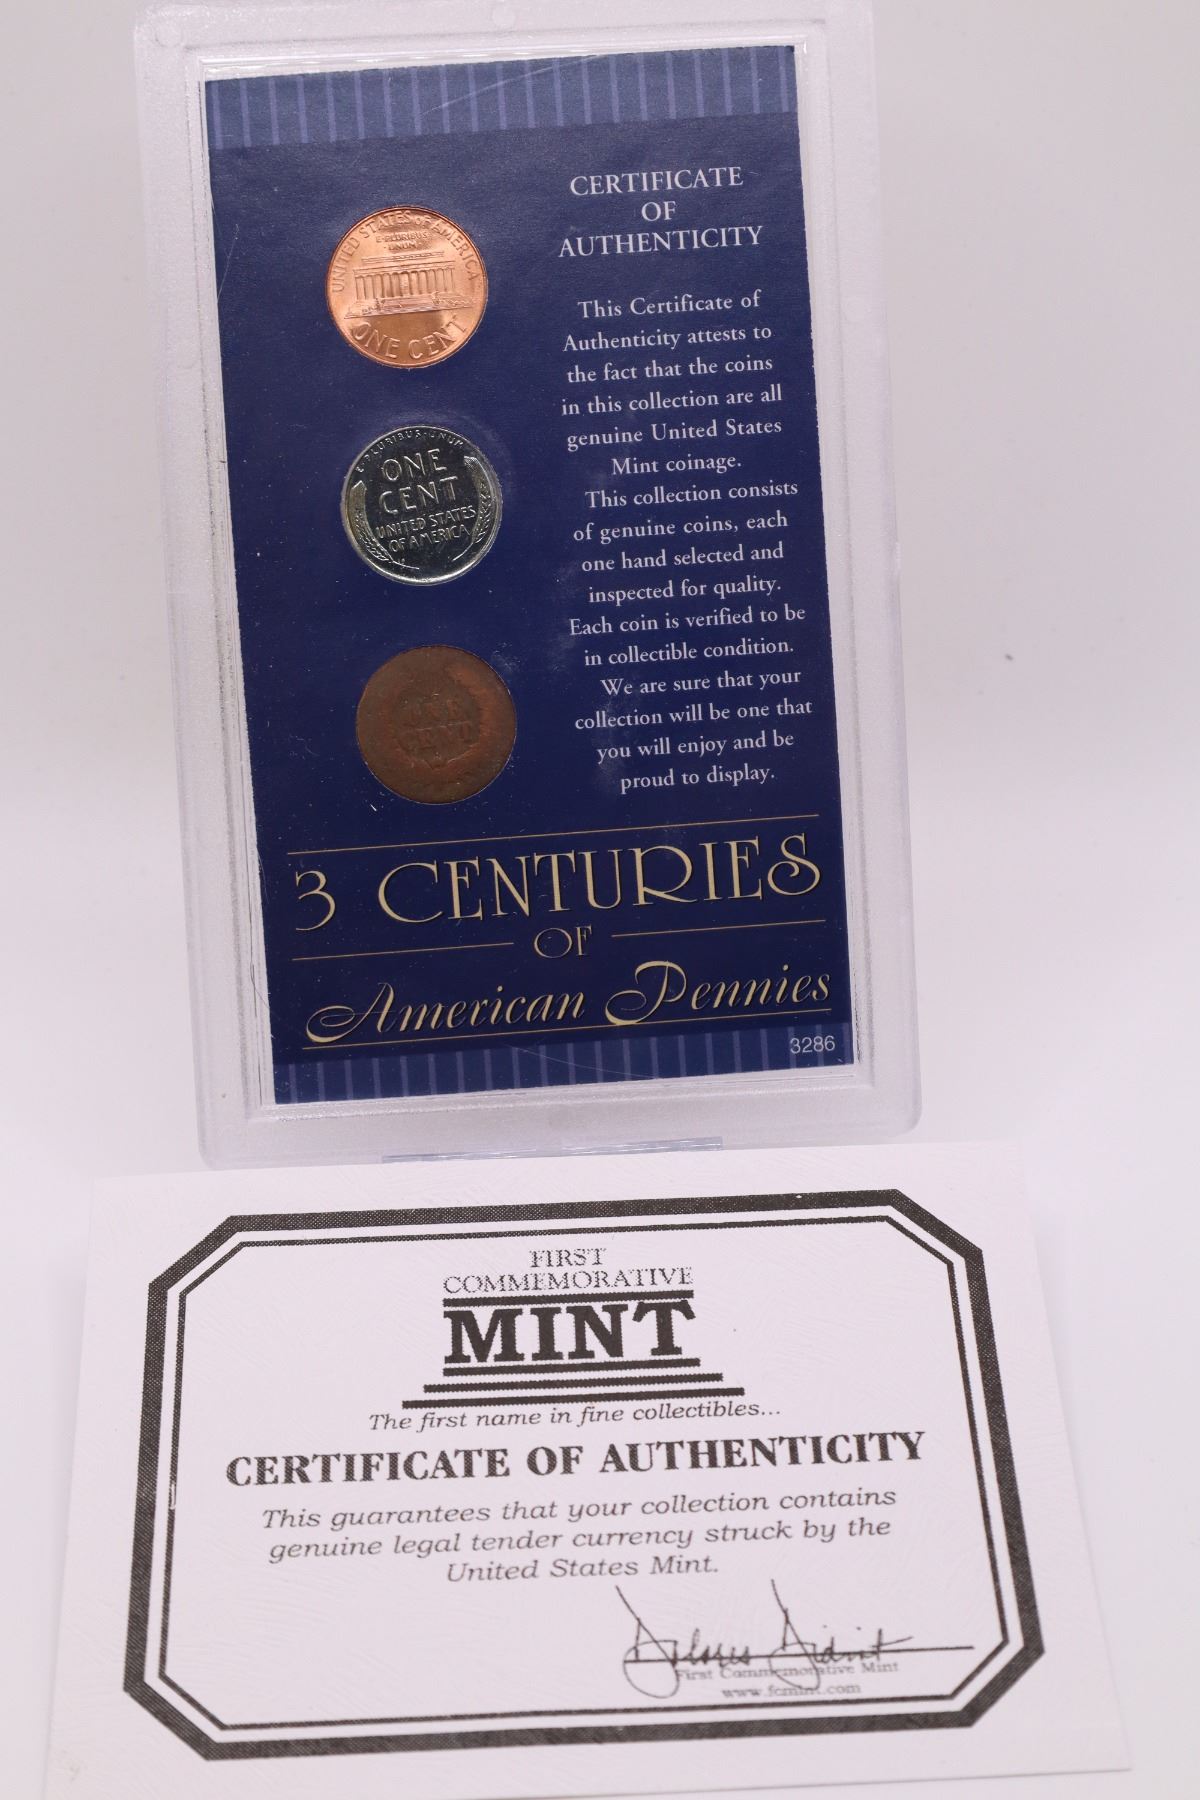 UNITED STATES OF AMERICA
E·PLURIBUS
UNUM
ONE CENT
E·PLURIBUS·UNUM
ONE
CENT
UNITED STATES
OF AMERICA
ONE
CENT
CERTIFICATE
OF
AUTHENTICITY
This Certificate of
Authenticity attests to
the fact that the coins
in this collection are all
genuine United States
Mint coinage.
This collection consists
of genuine coins, each
one hand selected and
inspected for quality.
Each coin is verified to be
in collectible condition.
We are sure that your
collection will be one that
you will enjoy and be
proud to display.
3 CENTURIES
OF
American Pennies
3286
FIRST
COMMEMORATIVE
MINT
The first name in fine collectibles...
CERTIFICATE OF AUTHENTICITY
This guarantees that your collection contains
genuine legal tender currency struck by the
United States Mint.
First Commemorative Mint
www.fcmint.com